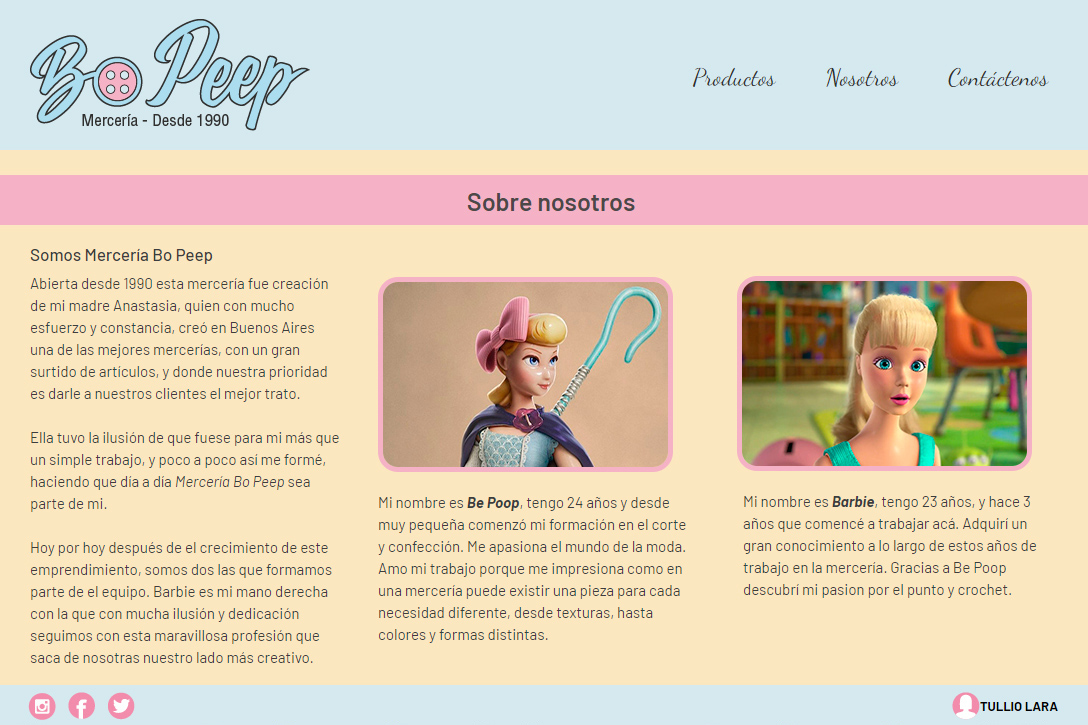 Bo Peep
Mercería - Desde 1990
Productos
Nosotros
Contáctenos
Sobre nosotros
Somos Mercería Bo Peep
Abierta desde 1990 esta mercería fue creación
de mi madre Anastasia, quien con mucho
esfuerzo y constancia, creó en Buenos Aires
una de las mejores mercerías, con un gran
surtido de artículos, y donde nuestra prioridad
es darle a nuestros clientes el mejor trato.
Ella tuvo la ilusión de que fuese para mi más que
un simple trabajo, y poco a poco así me formé,
haciendo que día a día Mercería Bo Peep sea
parte de mi.
Hoy por hoy después de el crecimiento de este
emprendimiento, somos dos las que formamos
parte de el equipo. Barbie es mi mano derecha
con la que con mucha ilusión y dedicación
seguimos con esta maravillosa profesión que
saca de nosotras nuestro lado más creativo.
Mi nombre es Be Poop, tengo 24 años y desde
muy pequeña comenzó mi formación en el corte
y confección. Me apasiona el mundo de la moda.
Amo mi trabajo porque me impresiona como en
una mercería puede existir una pieza para cada
necesidad diferente, desde texturas, hasta
colores y formas distintas.
Mi nombre es Barbie, tengo 23 años, y hace 3
años que comencé a trabajar acá. Adquirí un
gran conocimiento a lo largo de estos años de
trabajo en la mercería. Gracias a Be Poop
descubrí mi pasion por el punto y crochet.
TULLIO LARA